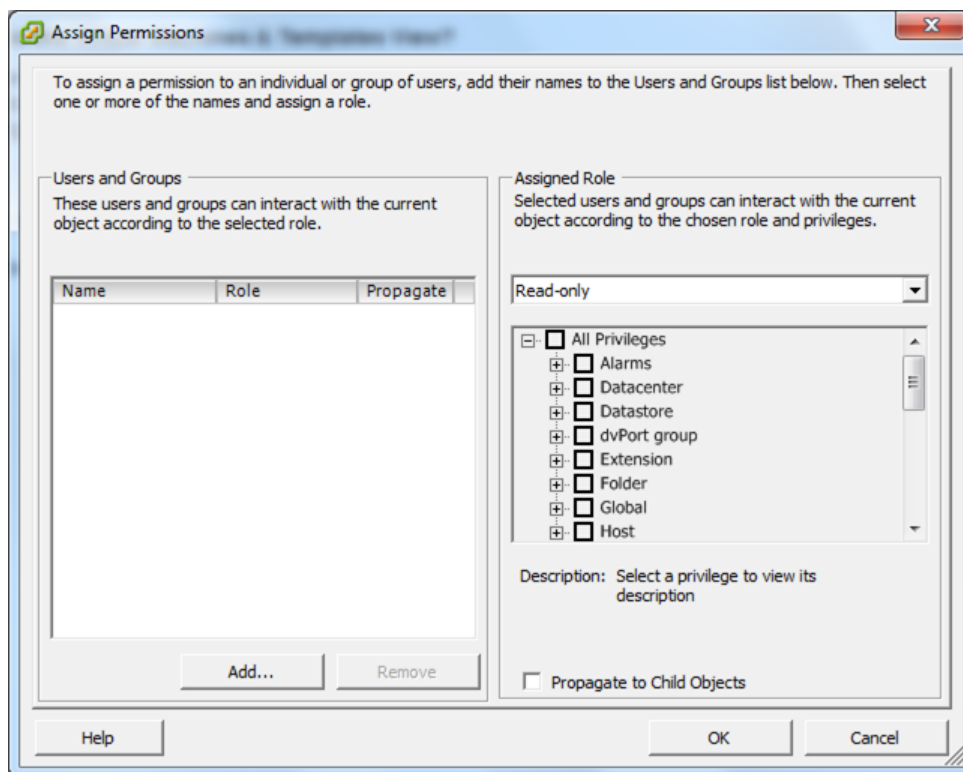 Assign Permissions
To assign a permission to an individual or group of users, add their names to the Users and Groups list below. Then select
one or more of the names and assign a role.
Users and Groups
These users and groups can interact with the current
object according to the selected role.
Name Role Propagate
Add...
Remove
Assigned Role
Selected users and groups can interact with the current
object according to the chosen role and privileges.
Read-only
All Privileges
Alarms
Datacenter
Datastore
dvPort group
Extension
Folder
Global
Host
Description: Select a privilege to view its
description
Propagate to Child Objects
Help
OK
Cancel